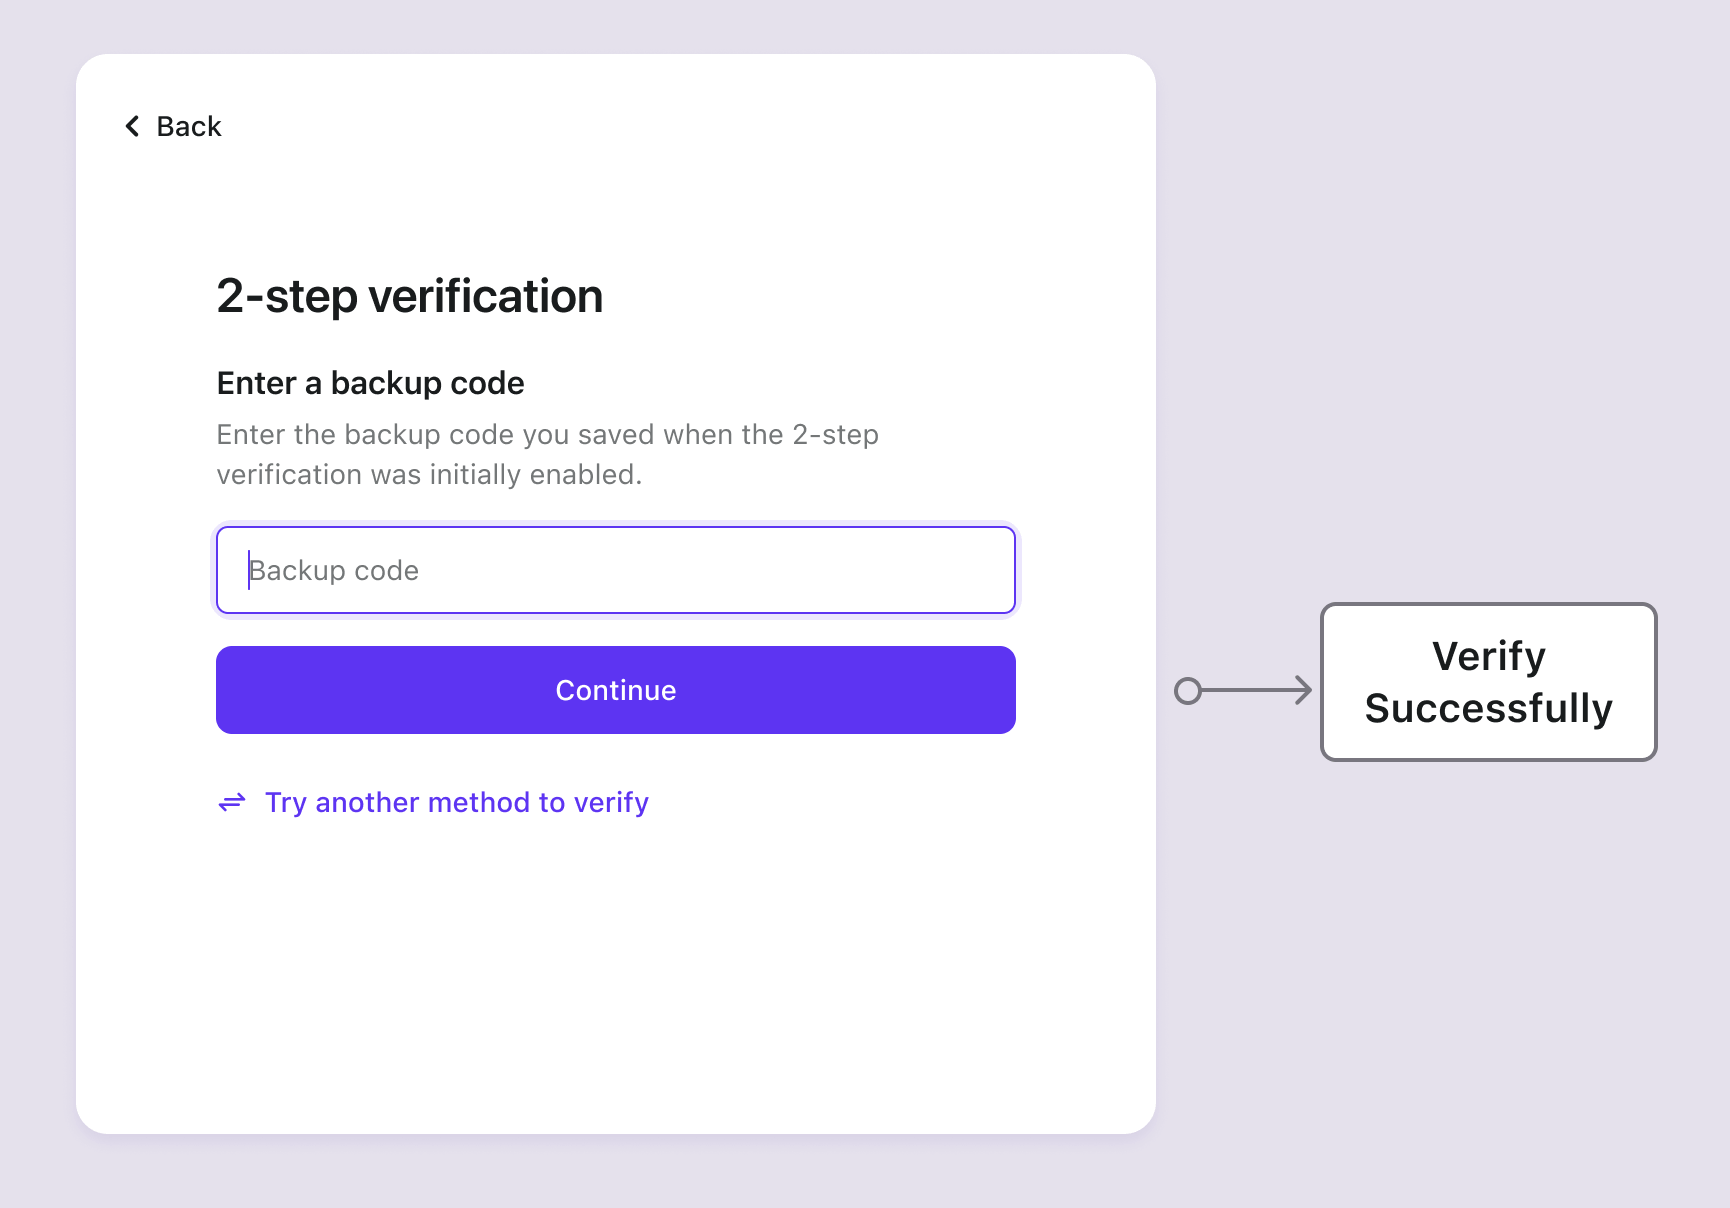 Back
2-step verification
Enter a backup code
Enter the backup code you saved when the 2-step
verification was initially enabled.
Backup code
Continue
Try another method to verify
Verify
Successfully